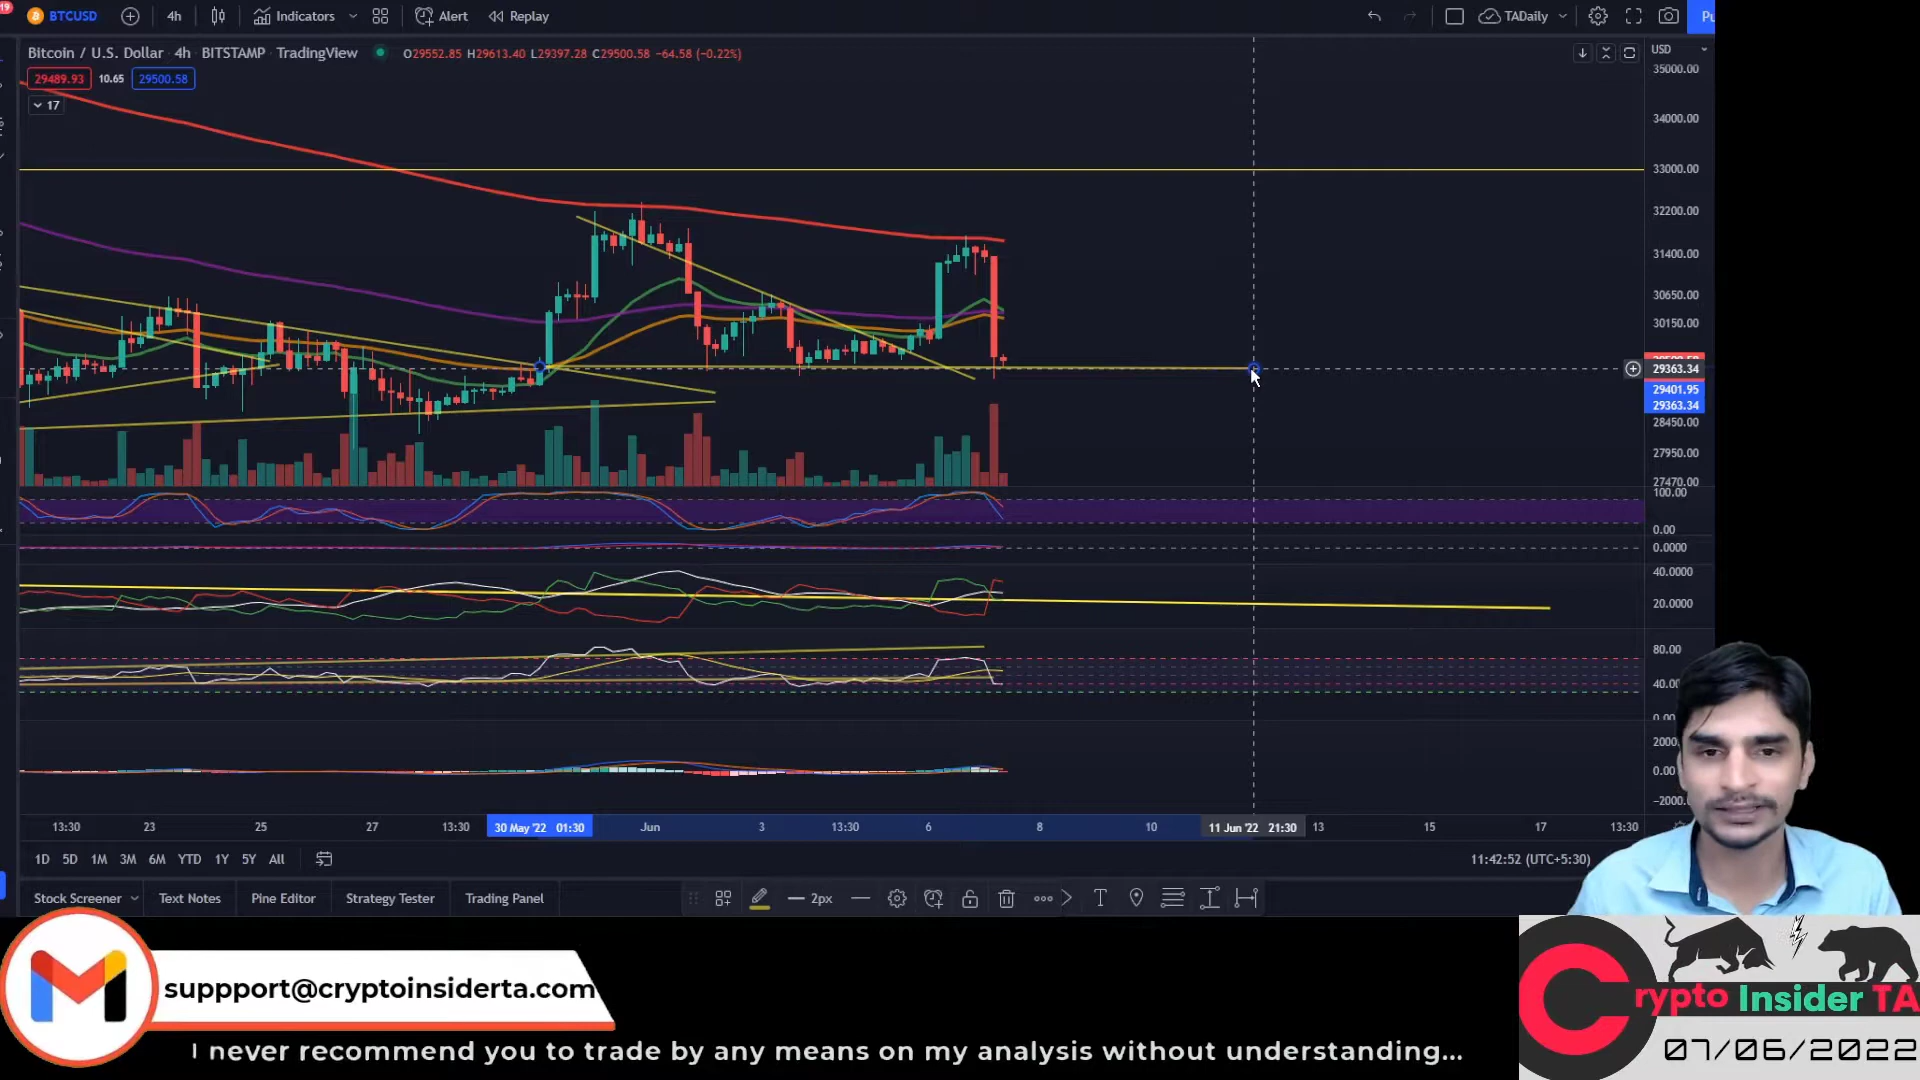 19
BTCUSD 4h Indicators Alert Replay TADaily Pu
Bitcoin / U.S. Dollar 4h BITSTAMP TradingView O29552.85 H29613.40 L29397.28 C29500.58 −64.58 (−0.22%)
USD
29489.93 10.65 29500.58
17
35000.00
34000.00
33000.00
32200.00
31400.00
30650.00
30150.00
29363.34
29401.95
29363.34
28450.00
27950.00
27470.00
100.00
0.00
0.0000
40.0000
20.0000
80.00
40.00
0.00
2000.
0.00
−2000.
13:30 23 25 27 13:30 30 May '22 01:30 Jun 3 13:30 6 8 10 11 Jun '22 21:30 13 15 17 13:30
1D 5D 1M 3M 6M YTD 1Y 5Y All 11:42:52 (UTC+5:30)
Stock Screener Text Notes Pine Editor Strategy Tester Trading Panel 2px T
suppport@cryptoinsiderta.com
Crypto Insider TA
I never recommend you to trade by any means on my analysis without understanding...
07/06/2022